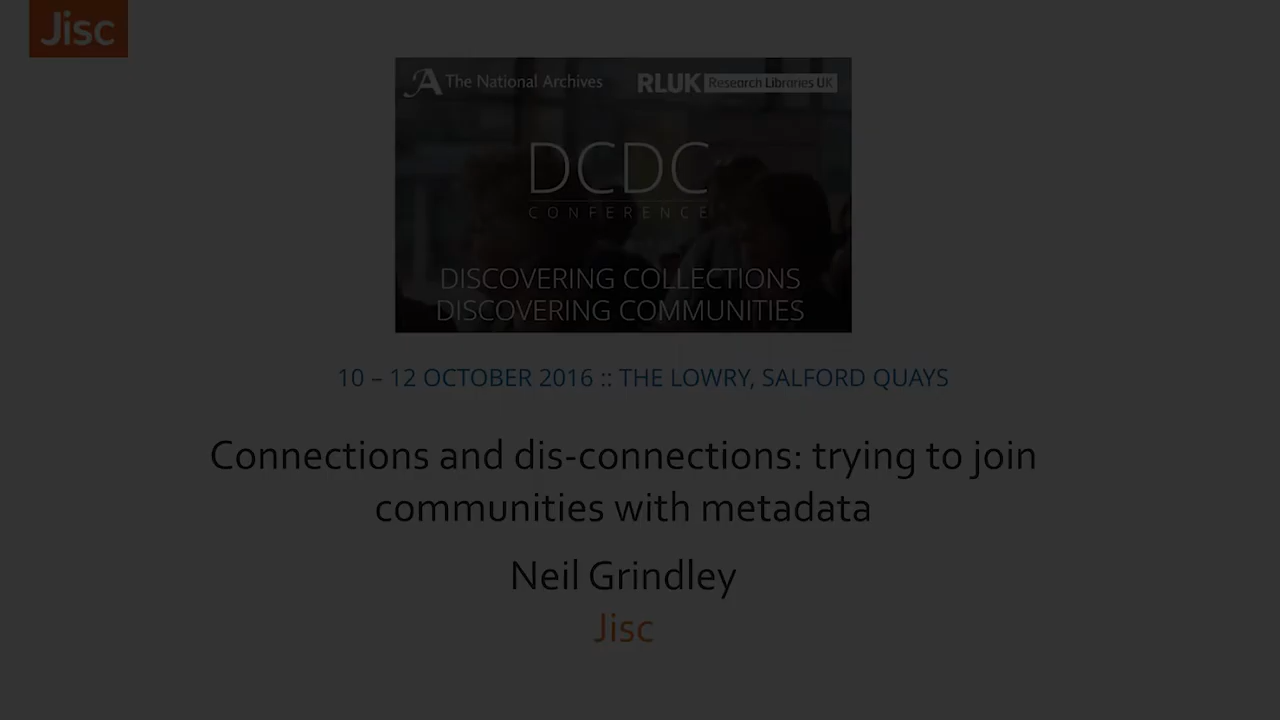 Jisc
The National Archives
RLUK Research Libraries UK
DCDC
CONFERENCE
DISCOVERING COLLECTIONS
DISCOVERING COMMUNITIES
10 – 12 OCTOBER 2016 :: THE LOWRY, SALFORD QUAYS
Connections and dis-connections: trying to join
communities with metadata
Neil Grindley
Jisc